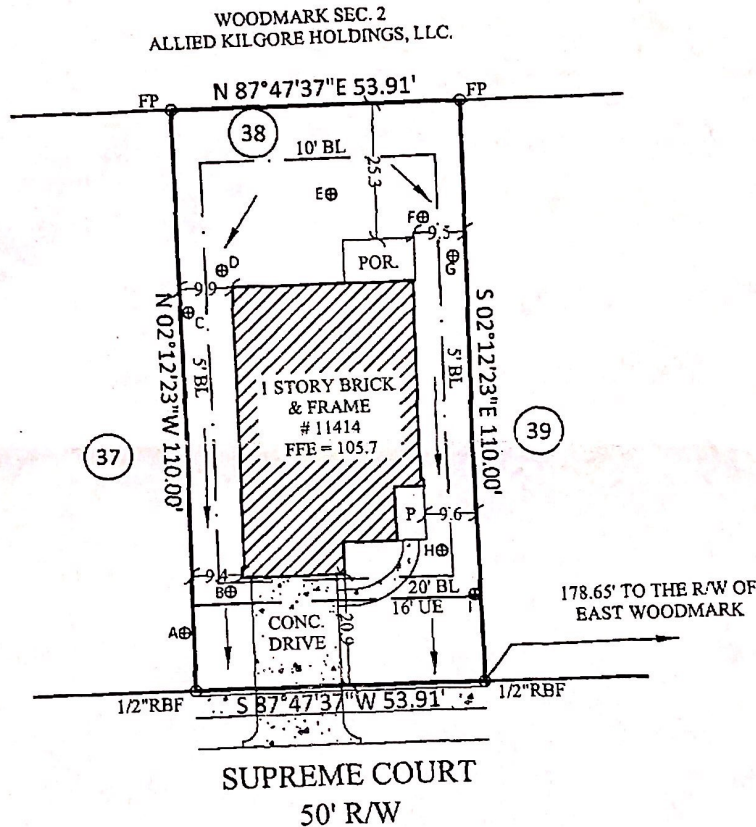 WOODMARK SEC. 2
ALLIED KILGORE HOLDINGS, LLC.
N 87°47'37"E 53.91'
FP
FP
38
10' BL
25.3
E
F
9.5
D
POR.
G
9.9
C
N 02°12'23"W 110.00'
5' BL
1 STORY BRICK
& FRAME
# 11414
FFE = 105.7
5' BL
S 02°12'23"E 110.00'
37
39
P
9.6
H
9.4
B
20' BL
16' UE
178.65' TO THE R/W OF
EAST WOODMARK
A
CONC.
DRIVE
20.9
1/2"RBF
S 87°47'37"W 53.91'
1/2"RBF
SUPREME COURT
50' R/W